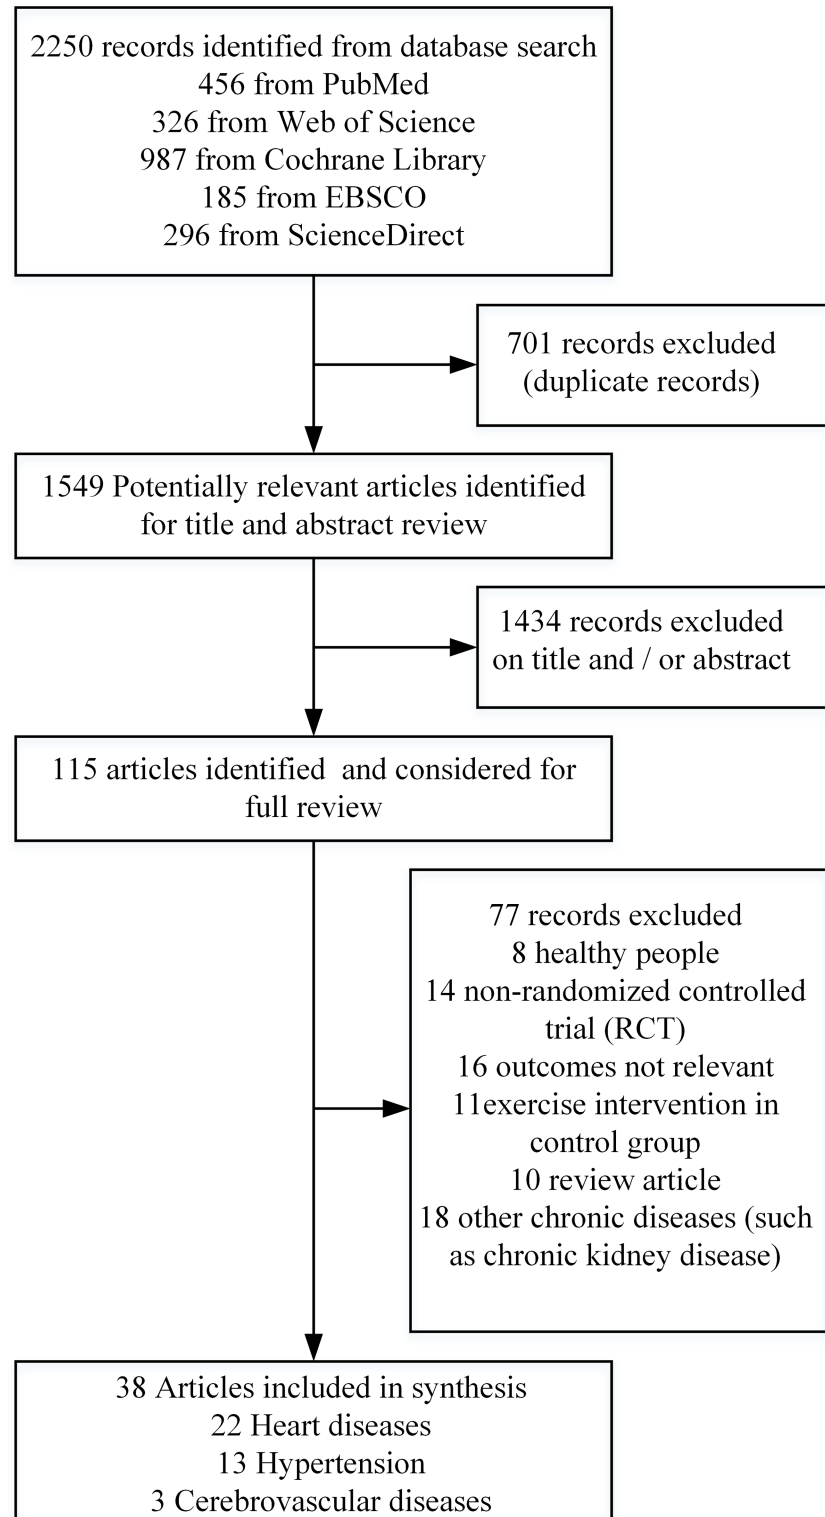 2250 records identified from database search
456 from PubMed
326 from Web of Science
987 from Cochrane Library
185 from EBSCO
296 from ScienceDirect
701 records excluded
(duplicate records)
1549 Potentially relevant articles identified
for title and abstract review
1434 records excluded
on title and / or abstract
115 articles identified  and considered for
full review
77 records excluded
8 healthy people
14 non-randomized controlled
trial (RCT)
16 outcomes not relevant
11exercise intervention in
control group
10 review article
18 other chronic diseases (such
as chronic kidney disease)
38 Articles included in synthesis
22 Heart diseases
13 Hypertension
3 Cerebrovascular diseases